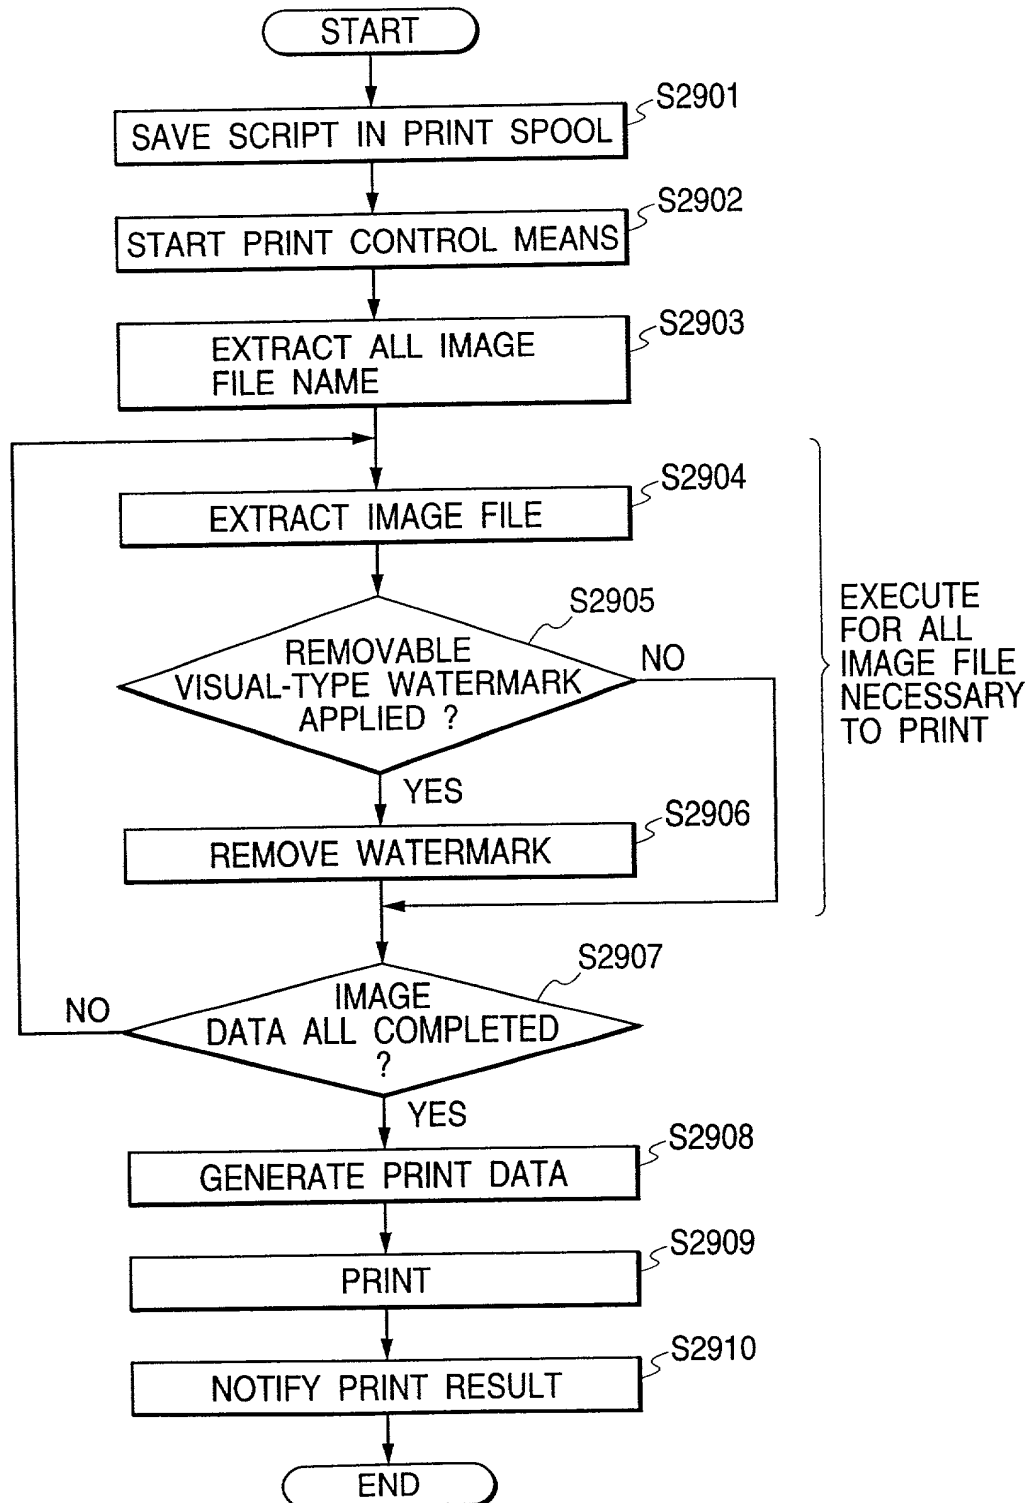 START
S2901
SAVE SCRIPT IN PRINT SPOOL
S2902
START PRINT CONTROL MEANS
S2903
EXTRACT ALL IMAGE
FILE NAME
S2904
EXTRACT IMAGE FILE
S2905
REMOVABLE
VISUAL-TYPE WATERMARK
APPLIED ?
NO
YES
S2906
REMOVE WATERMARK
EXECUTE
FOR ALL
IMAGE FILE
NECESSARY
TO PRINT
S2907
IMAGE
DATA ALL COMPLETED
?
NO
YES
S2908
GENERATE PRINT DATA
S2909
PRINT
S2910
NOTIFY PRINT RESULT
END